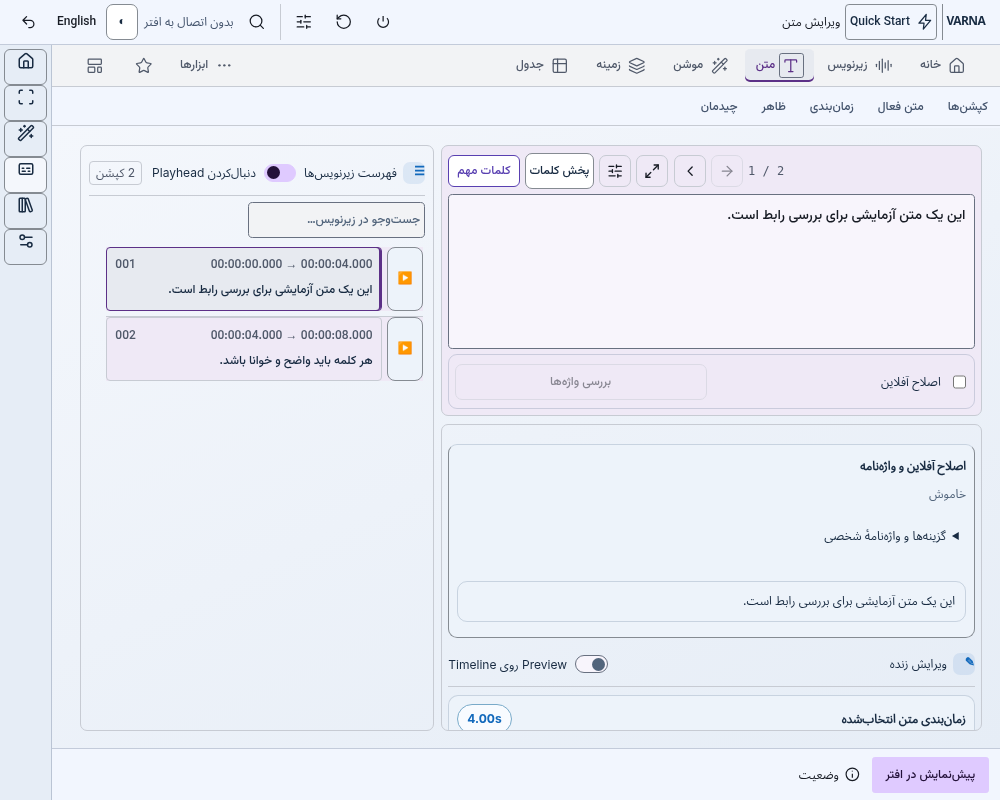 VARNA
Quick Start
ویرایش متن
بدون اتصال به افتر
English
خانه
زیرنویس
متن
موشن
زمینه
جدول
ابزارها
کپشن‌ها
متن فعال
زمان‌بندی
ظاهر
چیدمان
1 / 2
پخش کلمات
کلمات مهم
این یک متن آزمایشی برای بررسی رابط است.
اصلاح آفلاین
بررسی واژه‌ها
اصلاح آفلاین و واژه‌نامه
خاموش
گزینه‌ها و واژه‌نامهٔ شخصی
این یک متن آزمایشی برای بررسی رابط است.
ویرایش زنده
Preview روی Timeline
زمان‌بندی متن انتخاب‌شده
4.00s
فهرست زیرنویس‌ها
دنبال‌کردن Playhead
2 کپشن
جست‌وجو در زیرنویس...
001
00:00:00.000 → 00:00:04.000
این یک متن آزمایشی برای بررسی رابط است.
002
00:00:04.000 → 00:00:08.000
هر کلمه باید واضح و خوانا باشد.
پیش‌نمایش در افتر
وضعیت